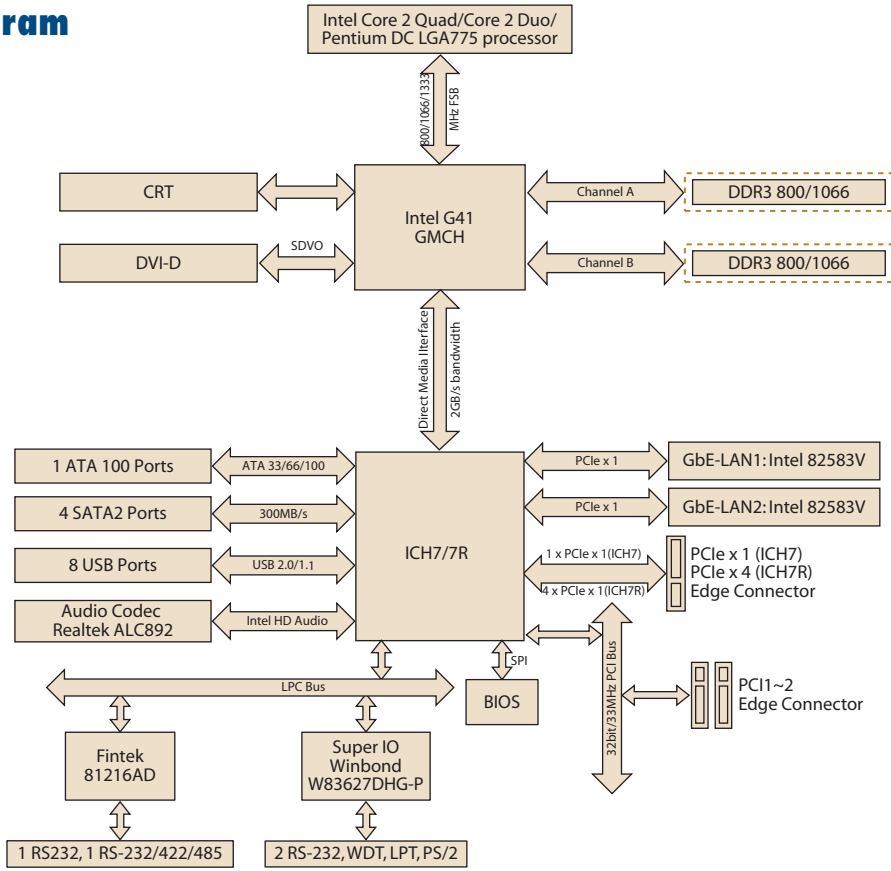 ram
Intel Core 2 Quad/Core 2 Duo/
Pentium DC LGA775 processor
800/1066/1333
MHz FSB
CRT
Intel G41
GMCH
Channel A
DDR3 800/1066
DVI-D
SDVO
Channel B
DDR3 800/1066
Direct Media IIterface
2GB/s bandwidth
1 ATA 100 Ports
ATA 33/66/100
PCIe x 1
GbE-LAN1: Intel 82583V
4 SATA2 Ports
300MB/s
PCIe x 1
GbE-LAN2: Intel 82583V
ICH7/7R
8 USB Ports
USB 2.0/1.1
1 x PCIe x 1(ICH7)
4 x PCIe x 1(ICH7R)
PCIe x 1 (ICH7)
PCIe x 4 (ICH7R)
Edge Connector
Audio Codec
Realtek ALC892
Intel HD Audio
SPI
LPC Bus
BIOS
32bit/33MHz PCI Bus
PCI1~2
Edge Connector
Fintek
81216AD
Super IO
Winbond
W83627DHG-P
1 RS232, 1 RS-232/422/485
2 RS-232, WDT, LPT, PS/2